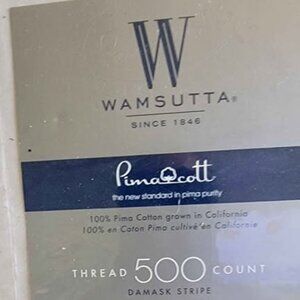 W
WAMSUTTA®
SINCE 1846
Pimacott
the new standard in pima purity
100% Pima Cotton grown in California
100% en Coton Pima cultivé en Californie
THREAD 500 COUNT
DAMASK STRIPE